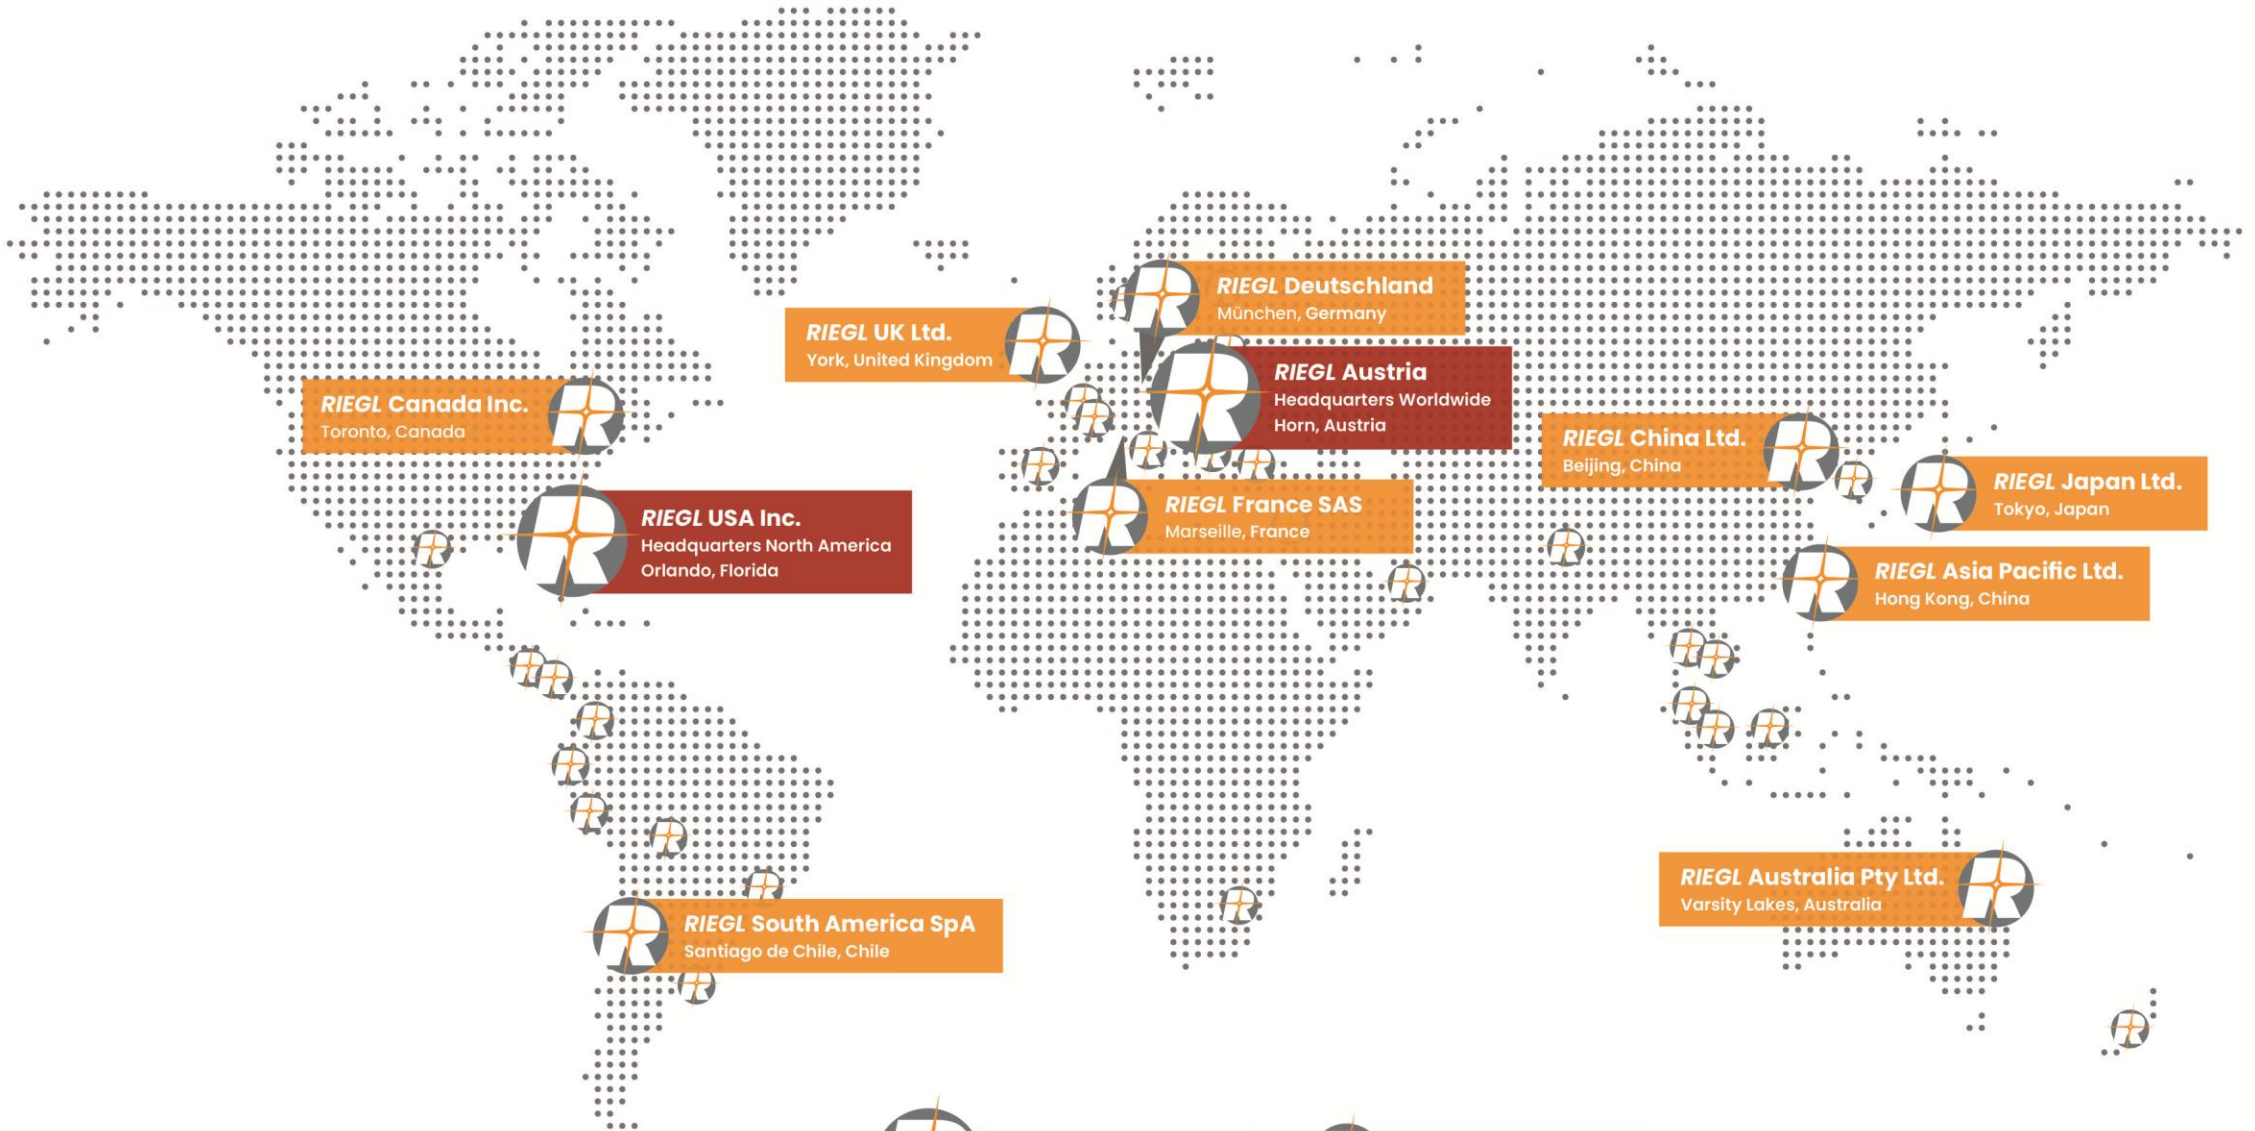 RIEGL Deutschland
München, Germany
RIEGL UK Ltd.
York, United Kingdom
RIEGL Austria
Headquarters Worldwide
Horn, Austria
RIEGL Canada Inc.
Toronto, Canada
RIEGL China Ltd.
Beijing, China
RIEGL Japan Ltd.
Tokyo, Japan
RIEGL USA Inc.
Headquarters North America
Orlando, Florida
RIEGL France SAS
Marseille, France
RIEGL Asia Pacific Ltd.
Hong Kong, China
RIEGL Australia Pty Ltd.
Varsity Lakes, Australia
RIEGL South America SpA
Santiago de Chile, Chile